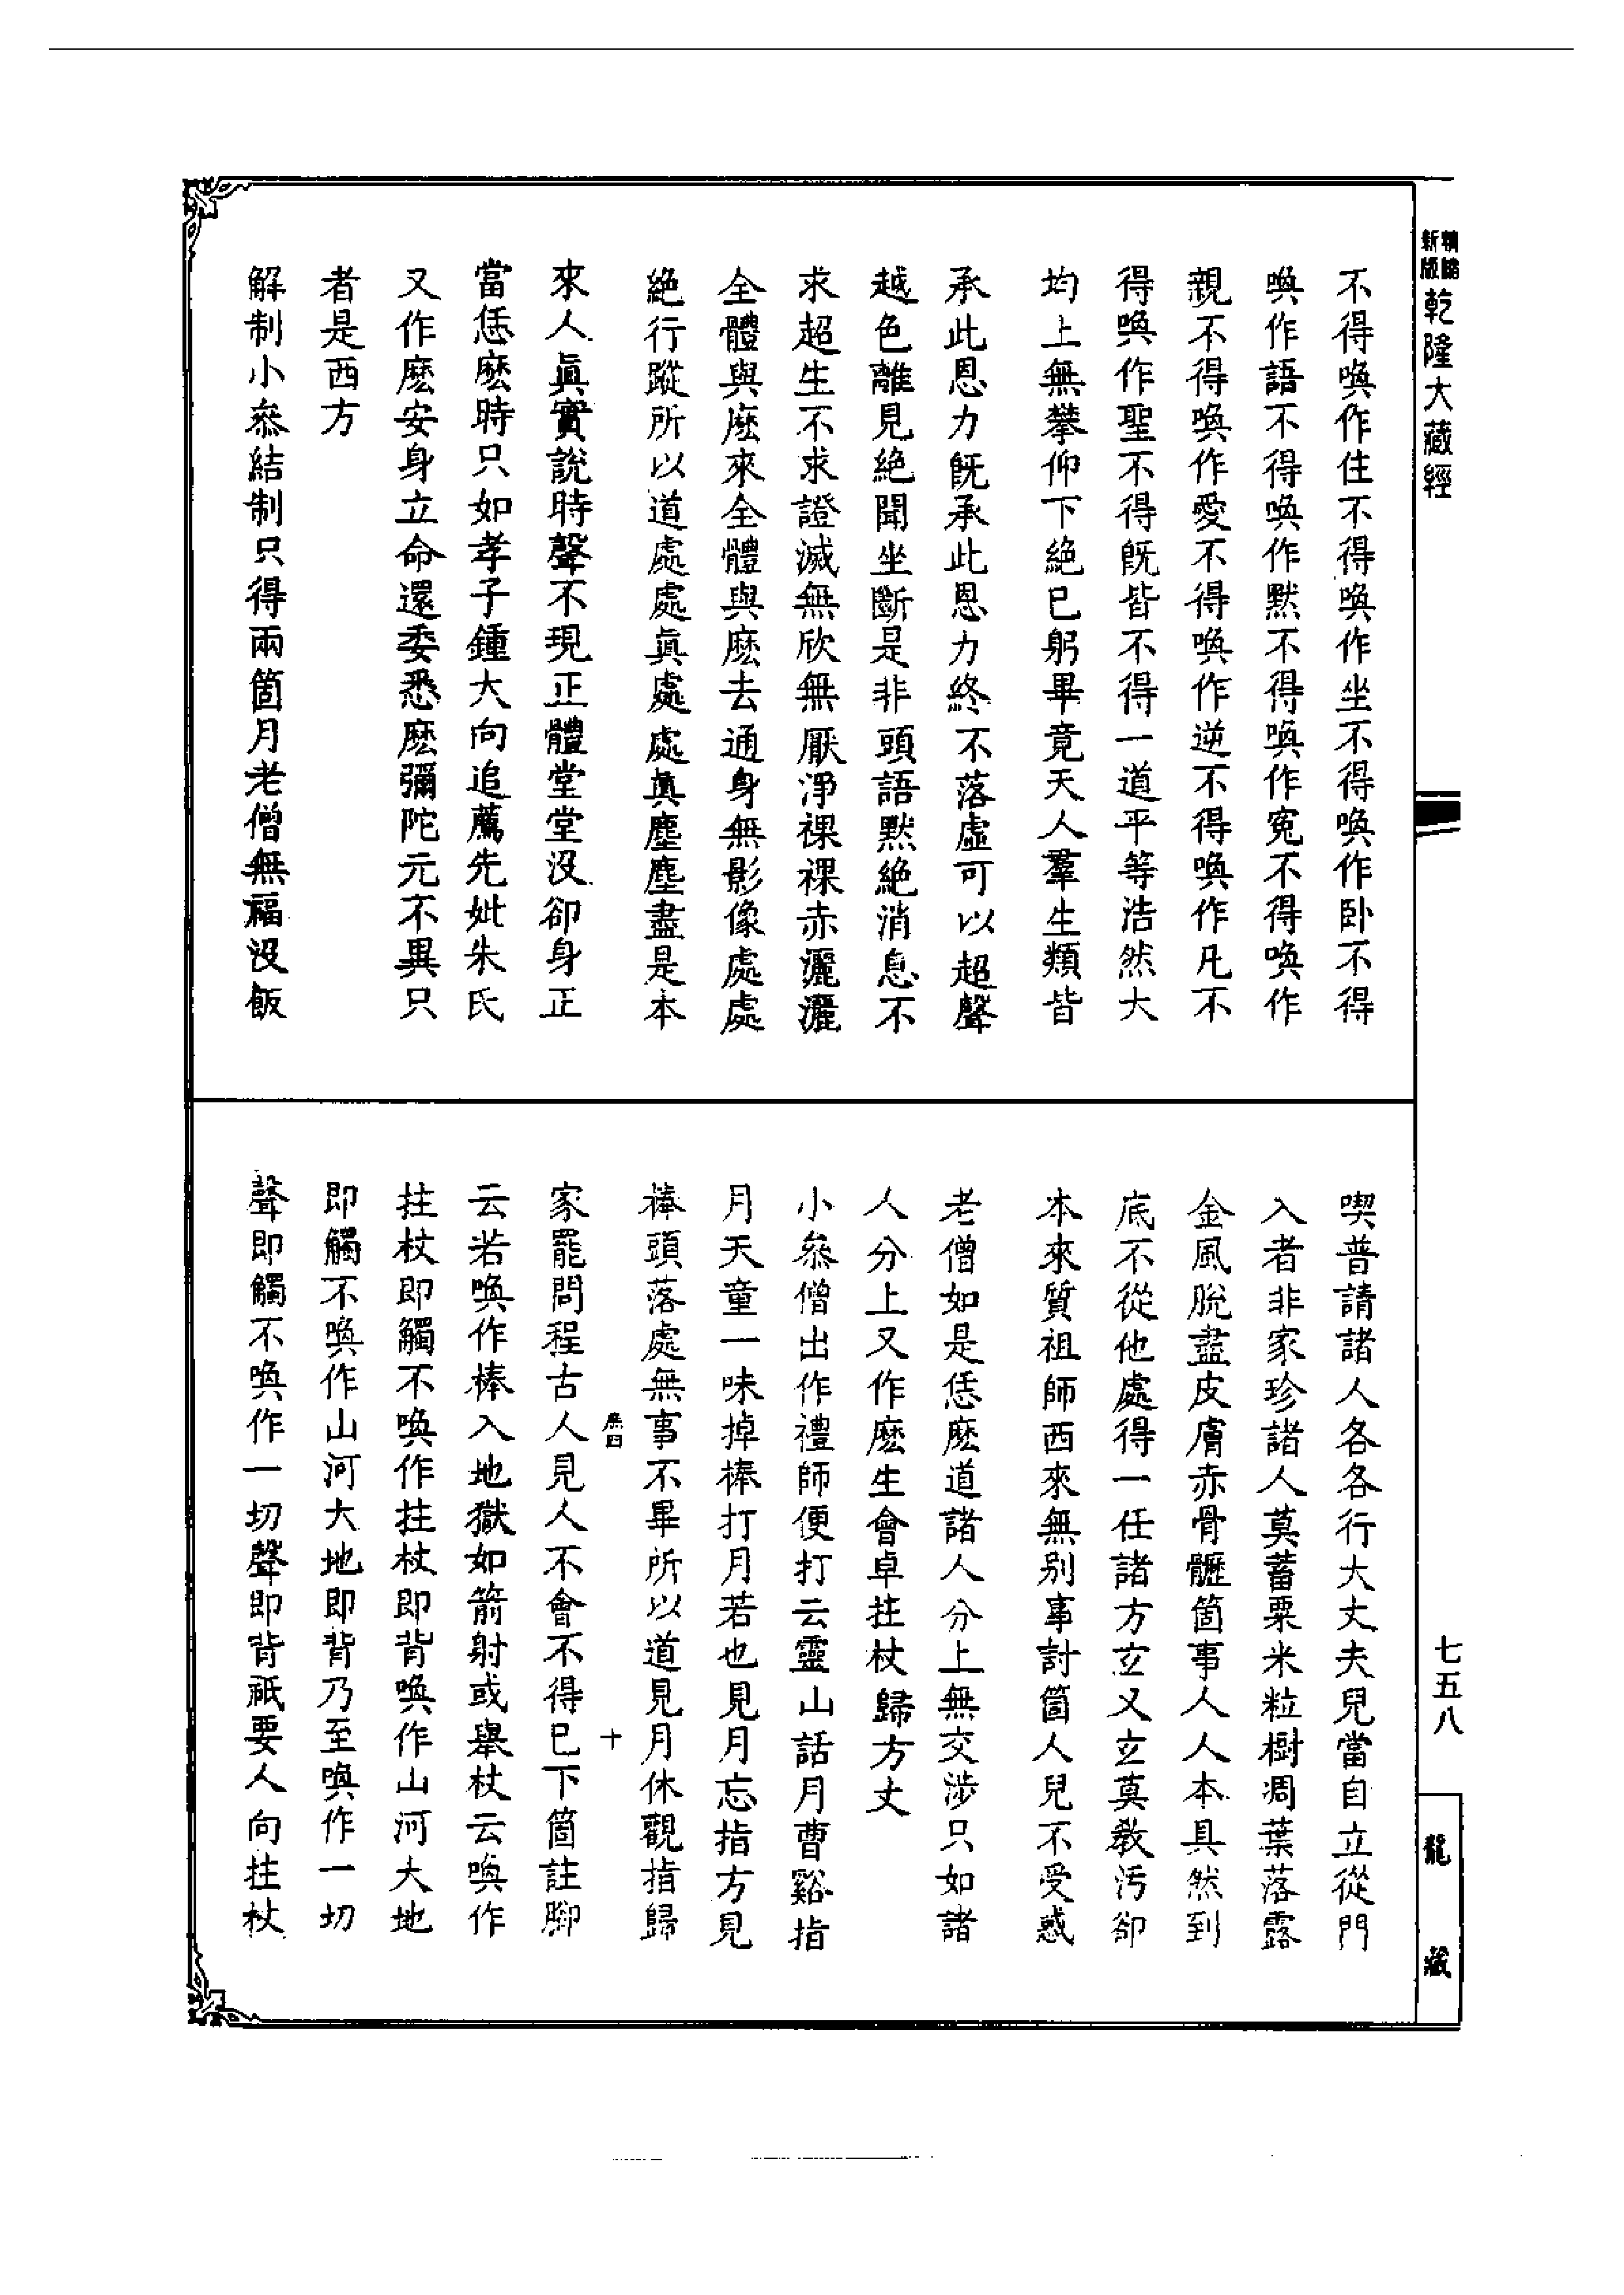 新版
乾隆大藏經
不得喚作住不得喚作坐不得喚作卧不得
喚作語不得喚作默不得喚作寃不得喚作
親不得喚作愛不得喚作逆不得喚作凡不
得喚作聖不得旣皆不得一道平等浩然大
均上無攀仰下絶巳躬畢竟天人羣生類皆
承此恩力旣承此恩力終不落虛可以超聲
越色離見絶聞坐斷是非頭語默絶消息不
求超生不求證滅無欣無厭淨裸裸赤灑灑
全體與麽來全體與麽去通身無影像處處
絶行蹤所以道處處眞處處眞塵塵盡是本
來人眞實說時聲不現正體堂堂沒卻身正
當恁麽時只如孝子鍾大向追薦先妣朱氏
又作麽安身立命還委悉麽彌陀元不異只
者是西方
解制小叅結制只得兩箇月老僧無福沒飯
喫普請諸人各各行大丈夫兒當自立從門
入者非家珍諸人莫蓄粟米粒樹凋葉落露
金風脫盡皮膚赤骨髗箇事人人本具然到
底不從他處得一任諸方立又立莫教污卻
本來質祖師西來無别事討箇人兒不受惑
老僧如是恁麽道諸人分上無交涉只如諸
人分上又作麽生會卓拄杖歸方丈
小叅僧出作禮師便打云靈山話月曹谿指
月天童一味掉棒打月若也見月忘指方見
棒頭落處無事不畢所以道見月休觀指歸
家罷問程古人見人不會不得巳下箇註腳
云若喚作棒入地獄如箭射或舉杖云喚作
拄杖即觸不喚作拄杖即背喚作山河大地
即觸不喚作山河大地即背乃至喚作一切
聲即觸不喚作一切聲即背祇要人向拄杖
十
七五八
龍藏